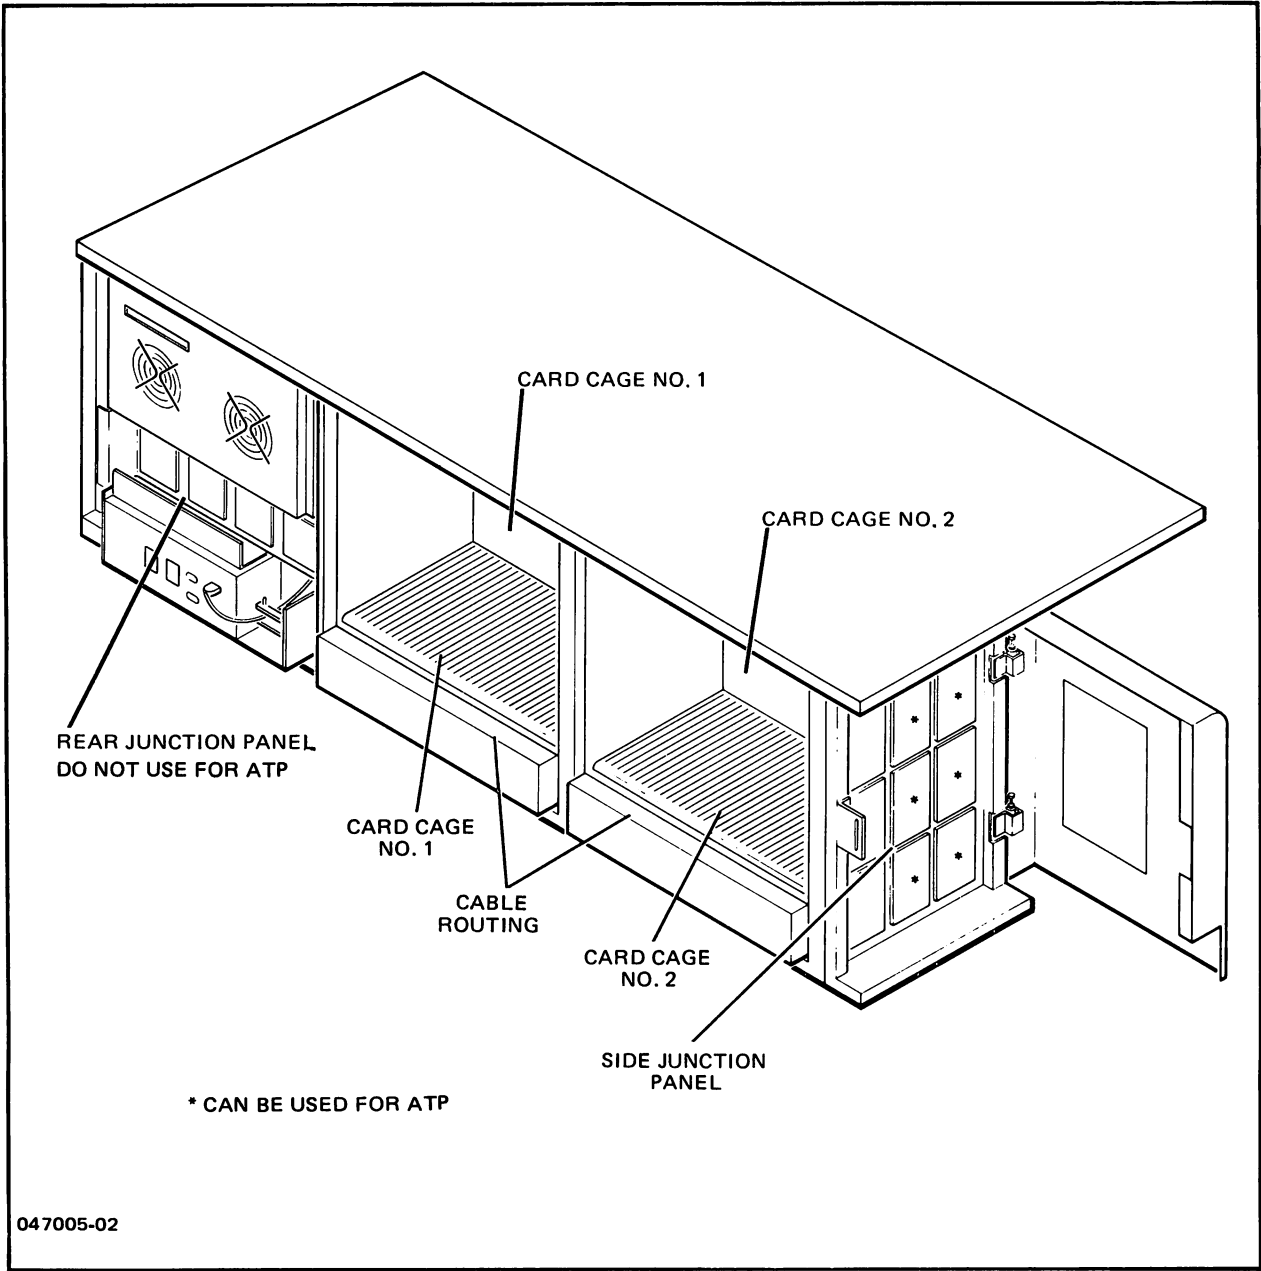 CARD CAGE NO. 1
CARD CAGE NO. 2
REAR JUNCTION PANEL
DO NOT USE FOR ATP
CARD CAGE
NO. 1
CABLE
ROUTING
CARD CAGE
NO. 2
SIDE JUNCTION
PANEL
* CAN BE USED FOR ATP
047005-02